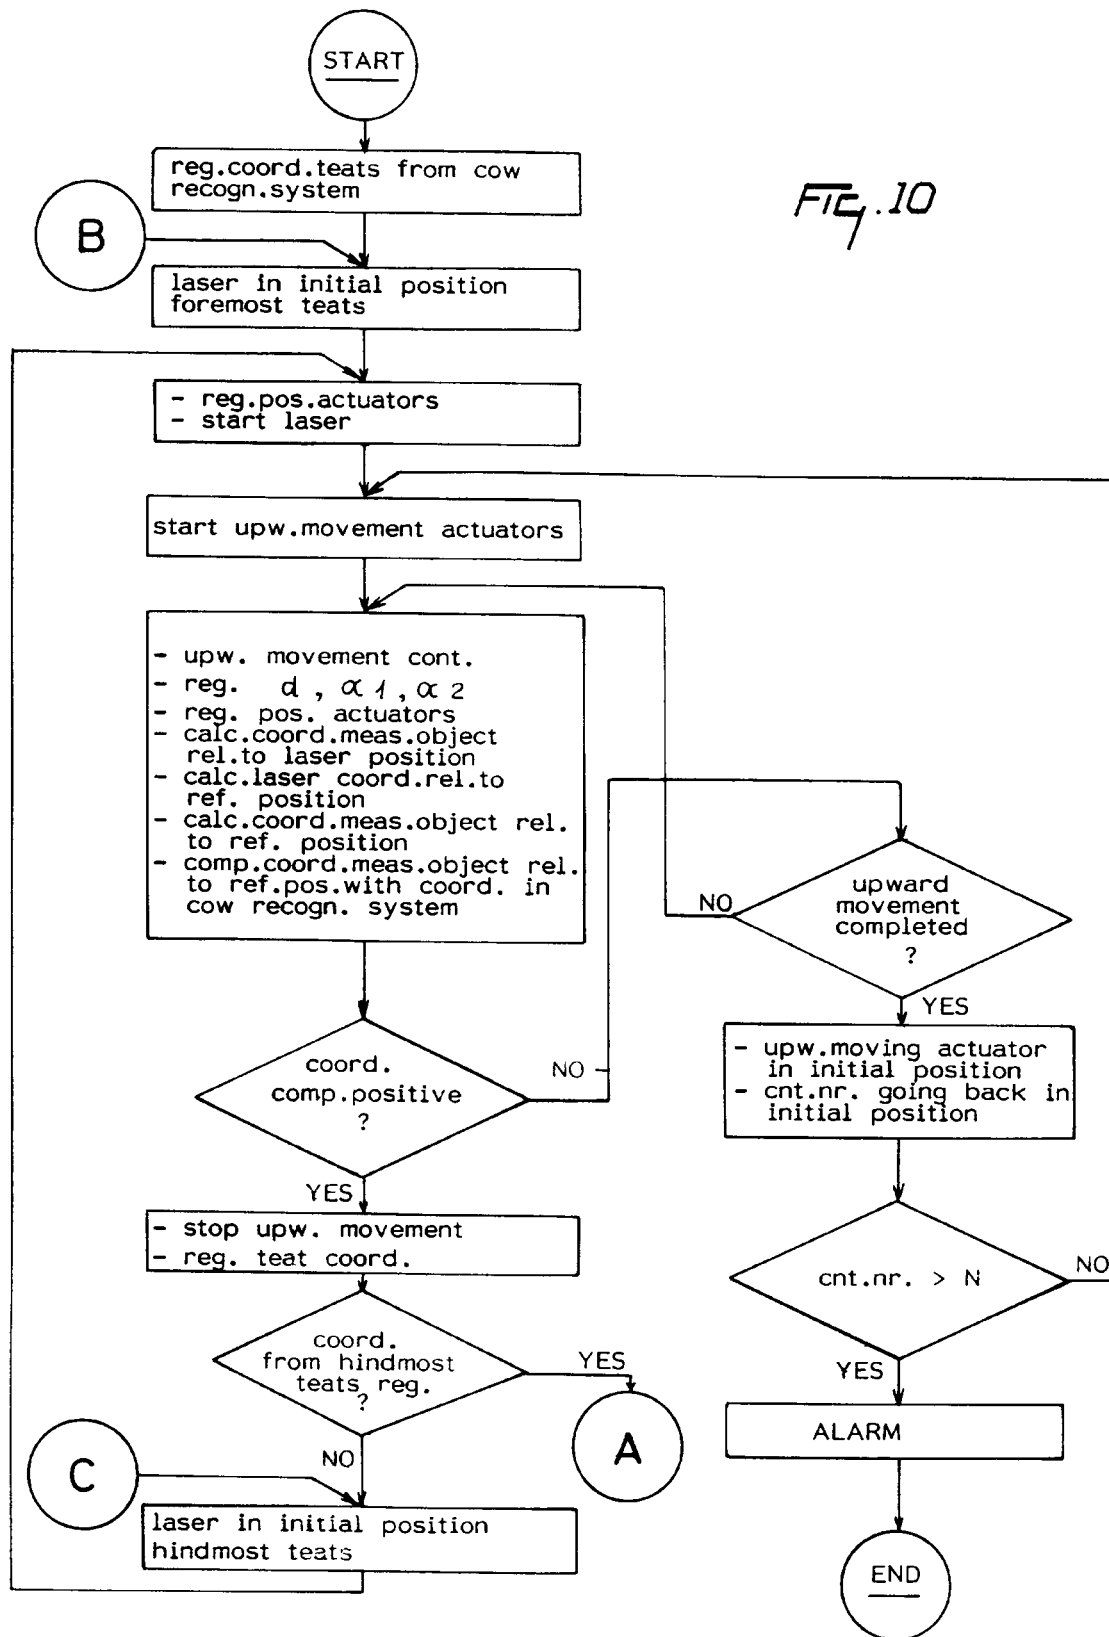 START
reg.coord.teats from cow
recogn.system
FIG.10
B
laser in initial position
foremost teats
- reg.pos.actuators
- start laser
start upw.movement actuators
- upw. movement cont.
- reg. d , α 1 , α 2
- reg. pos. actuators
- calc.coord.meas.object
rel.to laser position
- calc.laser coord.rel.to
ref. position
- calc.coord.meas.object rel.
to ref. position
- comp.coord.meas.object rel.
to ref.pos.with coord. in
cow recogn. system
NO
upward
movement
completed
?
YES
- upw.moving actuator
in initial position
- cnt.nr. going back in
initial position
coord.
comp.positive
?
NO
YES
- stop upw. movement
- reg. teat coord.
cnt.nr. > N
NO
YES
coord.
from hindmost
teats reg.
?
YES
A
NO
ALARM
C
laser in initial position
hindmost teats
END